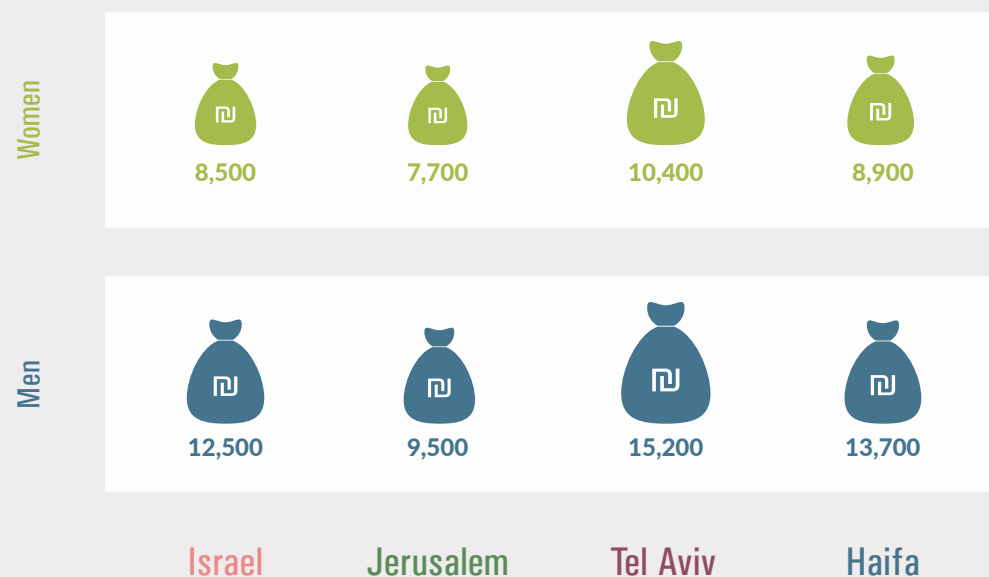 Women
₪ ₪ ₪ ₪
8,500 7,700 10,400 8,900
Men
₪ ₪ ₪ ₪
12,500 9,500 15,200 13,700
Israel Jerusalem Tel Aviv Haifa